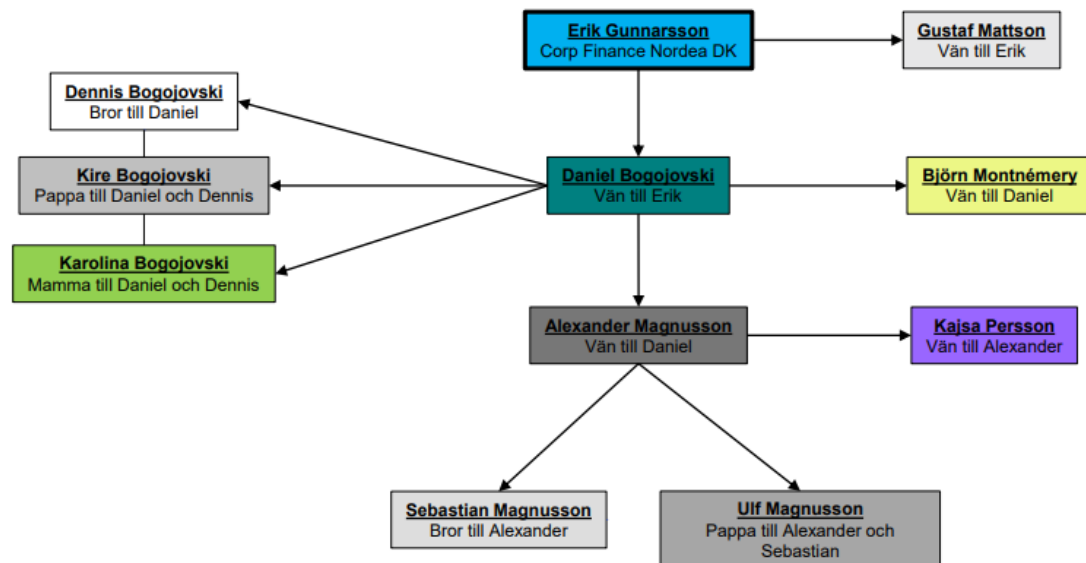 Erik Gunnarsson
Corp Finance Nordea DK
Gustaf Mattson
Vän till Erik
Dennis Bogojovski
Bror till Daniel
Kire Bogojovski
Pappa till Daniel och Dennis
Daniel Bogojovski
Vän till Erik
Björn Montnémery
Vän till Daniel
Karolina Bogojovski
Mamma till Daniel och Dennis
Alexander Magnusson
Vän till Daniel
Kajsa Persson
Vän till Alexander
Sebastian Magnusson
Bror till Alexander
Ulf Magnusson
Pappa till Alexander och
Sebastian